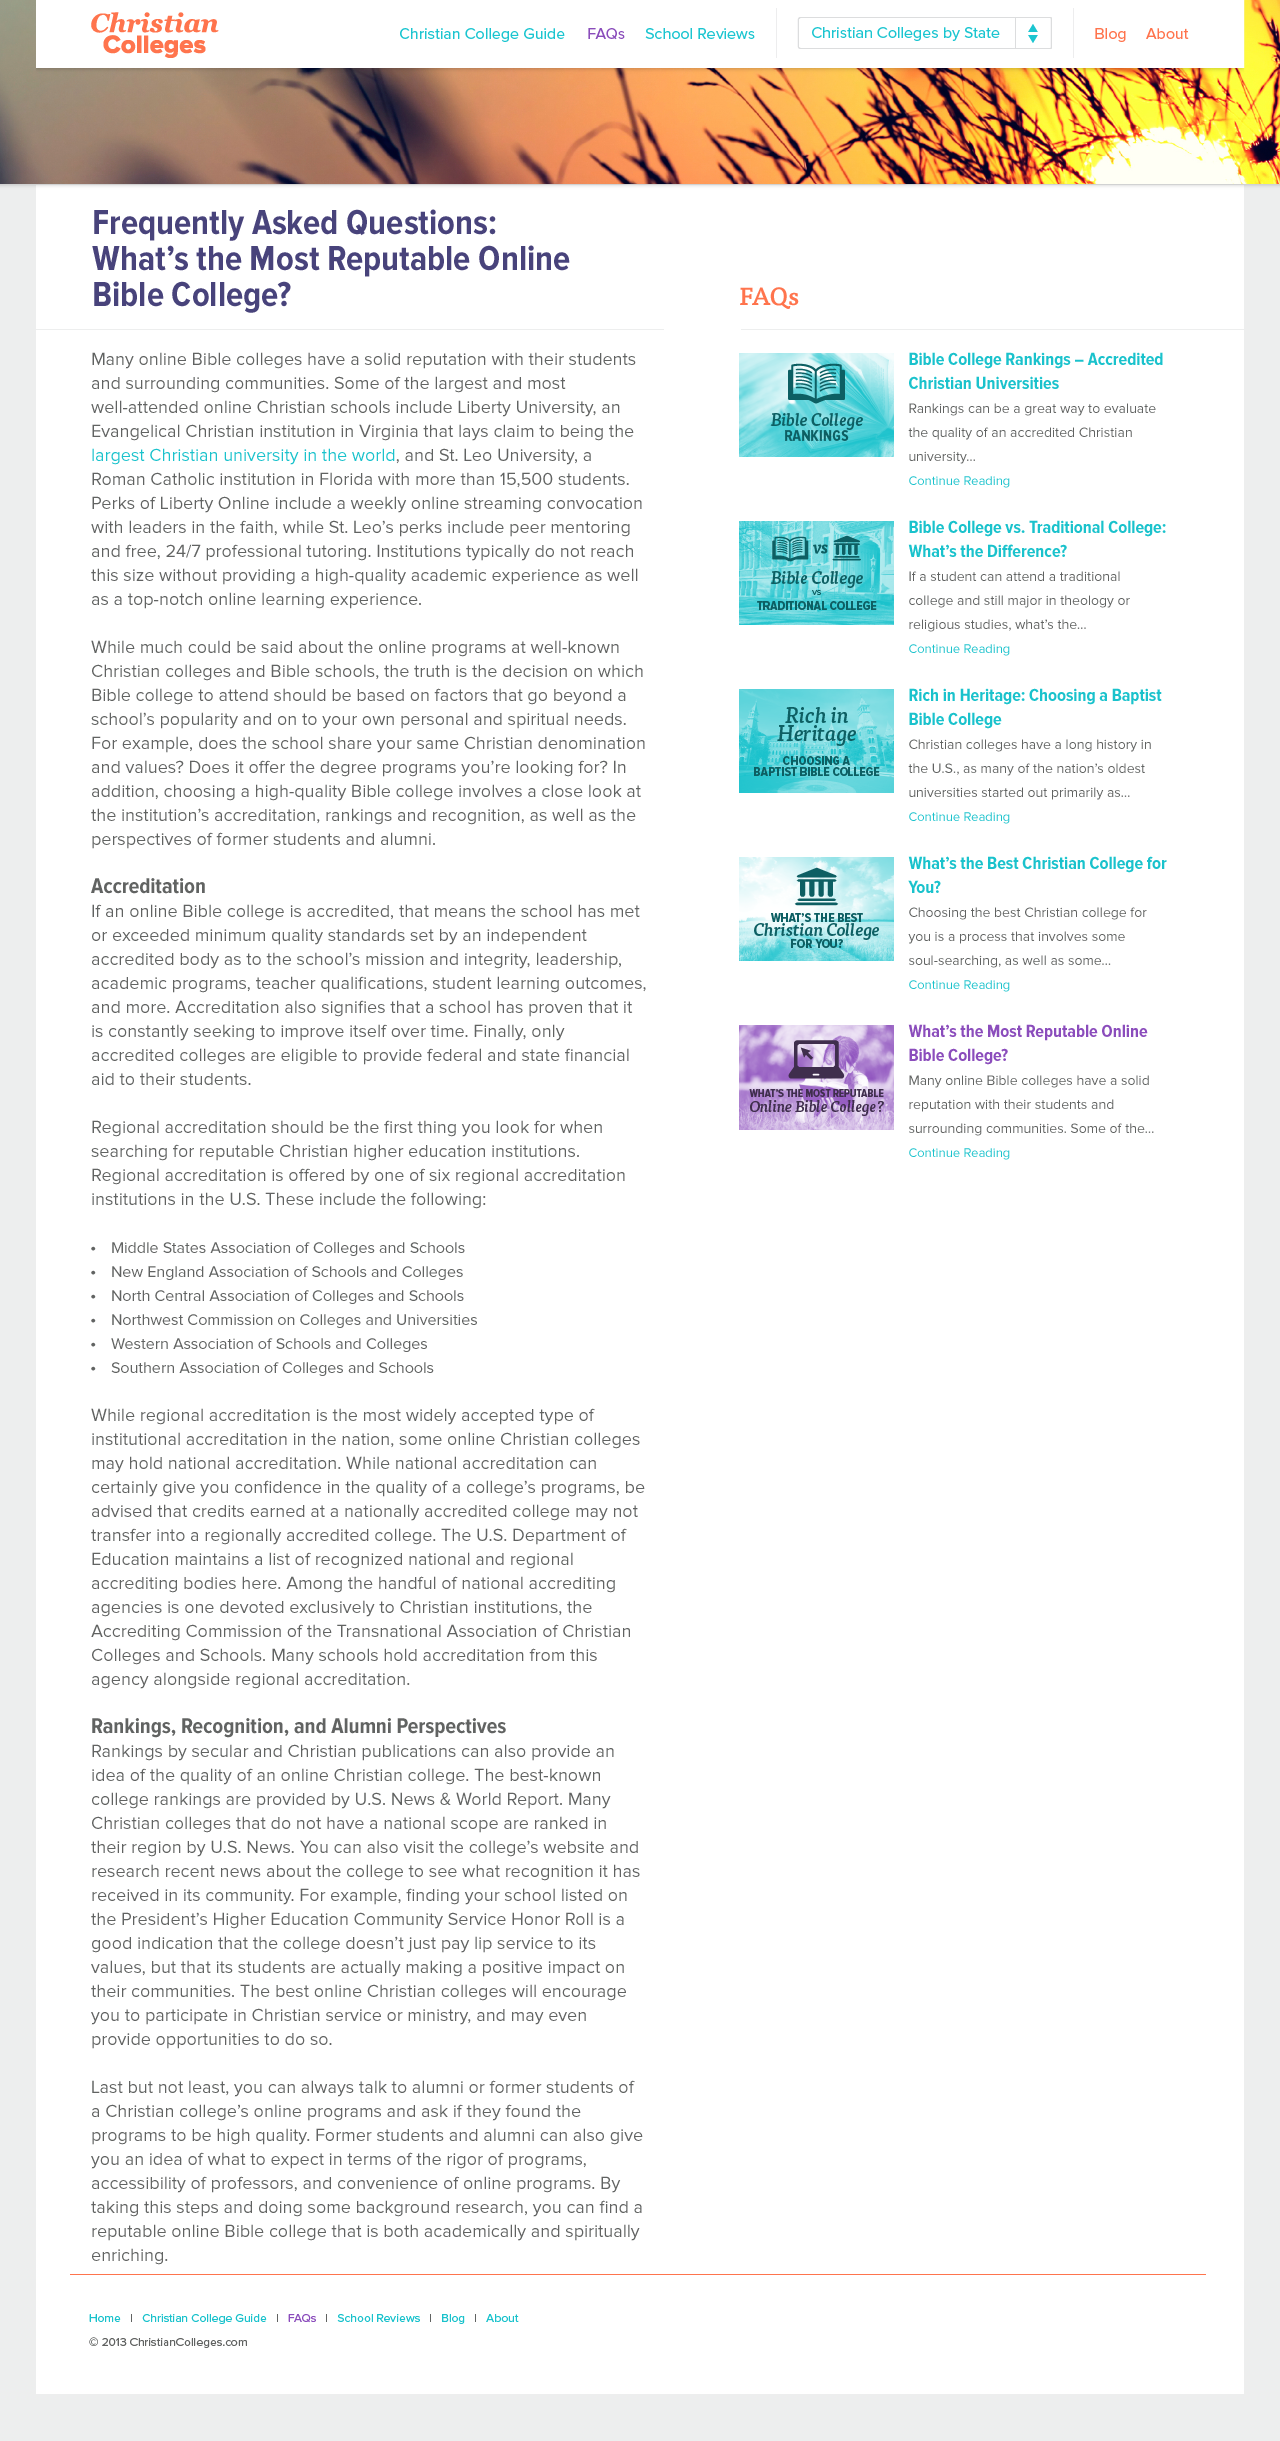 Christian
Colleges
Christian College Guide FAQs School Reviews Christian Colleges by State Blog About
Frequently Asked Questions:
What’s the Most Reputable Online
Bible College?
Many online Bible colleges have a solid reputation with their students
and surrounding communities. Some of the largest and most
well-attended online Christian schools include Liberty University, an
Evangelical Christian institution in Virginia that lays claim to being the
largest Christian university in the world, and St. Leo University, a
Roman Catholic institution in Florida with more than 15,500 students.
Perks of Liberty Online include a weekly online streaming convocation
with leaders in the faith, while St. Leo’s perks include peer mentoring
and free, 24/7 professional tutoring. Institutions typically do not reach
this size without providing a high-quality academic experience as well
as a top-notch online learning experience.
While much could be said about the online programs at well-known
Christian colleges and Bible schools, the truth is the decision on which
Bible college to attend should be based on factors that go beyond a
school’s popularity and on to your own personal and spiritual needs.
For example, does the school share your same Christian denomination
and values? Does it offer the degree programs you’re looking for? In
addition, choosing a high-quality Bible college involves a close look at
the institution’s accreditation, rankings and recognition, as well as the
perspectives of former students and alumni.
Accreditation
If an online Bible college is accredited, that means the school has met
or exceeded minimum quality standards set by an independent
accredited body as to the school’s mission and integrity, leadership,
academic programs, teacher qualifications, student learning outcomes,
and more. Accreditation also signifies that a school has proven that it
is constantly seeking to improve itself over time. Finally, only
accredited colleges are eligible to provide federal and state financial
aid to their students.
Regional accreditation should be the first thing you look for when
searching for reputable Christian higher education institutions.
Regional accreditation is offered by one of six regional accreditation
institutions in the U.S. These include the following:
• Middle States Association of Colleges and Schools
• New England Association of Schools and Colleges
• North Central Association of Colleges and Schools
• Northwest Commission on Colleges and Universities
• Western Association of Schools and Colleges
• Southern Association of Colleges and Schools
While regional accreditation is the most widely accepted type of
institutional accreditation in the nation, some online Christian colleges
may hold national accreditation. While national accreditation can
certainly give you confidence in the quality of a college’s programs, be
advised that credits earned at a nationally accredited college may not
transfer into a regionally accredited college. The U.S. Department of
Education maintains a list of recognized national and regional
accrediting bodies here. Among the handful of national accrediting
agencies is one devoted exclusively to Christian institutions, the
Accrediting Commission of the Transnational Association of Christian
Colleges and Schools. Many schools hold accreditation from this
agency alongside regional accreditation.
Rankings, Recognition, and Alumni Perspectives
Rankings by secular and Christian publications can also provide an
idea of the quality of an online Christian college. The best-known
college rankings are provided by U.S. News & World Report. Many
Christian colleges that do not have a national scope are ranked in
their region by U.S. News. You can also visit the college’s website and
research recent news about the college to see what recognition it has
received in its community. For example, finding your school listed on
the President’s Higher Education Community Service Honor Roll is a
good indication that the college doesn’t just pay lip service to its
values, but that its students are actually making a positive impact on
their communities. The best online Christian colleges will encourage
you to participate in Christian service or ministry, and may even
provide opportunities to do so.
Last but not least, you can always talk to alumni or former students of
a Christian college’s online programs and ask if they found the
programs to be high quality. Former students and alumni can also give
you an idea of what to expect in terms of the rigor of programs,
accessibility of professors, and convenience of online programs. By
taking this steps and doing some background research, you can find a
reputable online Bible college that is both academically and spiritually
enriching.
FAQs
Bible College
RANKINGS
Bible College Rankings – Accredited
Christian Universities
Rankings can be a great way to evaluate
the quality of an accredited Christian
university...
Continue Reading
vs
Bible College
VS
TRADITIONAL COLLEGE
Bible College vs. Traditional College:
What’s the Difference?
If a student can attend a traditional
college and still major in theology or
religious studies, what’s the...
Continue Reading
Rich in
Heritage
CHOOSING A
BAPTIST BIBLE COLLEGE
Rich in Heritage: Choosing a Baptist
Bible College
Christian colleges have a long history in
the U.S., as many of the nation’s oldest
universities started out primarily as...
Continue Reading
WHAT’S THE BEST
Christian College
FOR YOU?
What’s the Best Christian College for
You?
Choosing the best Christian college for
you is a process that involves some
soul-searching, as well as some...
Continue Reading
WHAT’S THE MOST REPUTABLE
Online Bible College?
What’s the Most Reputable Online
Bible College?
Many online Bible colleges have a solid
reputation with their students and
surrounding communities. Some of the...
Continue Reading
Home | Christian College Guide | FAQs | School Reviews | Blog | About
© 2013 ChristianColleges.com